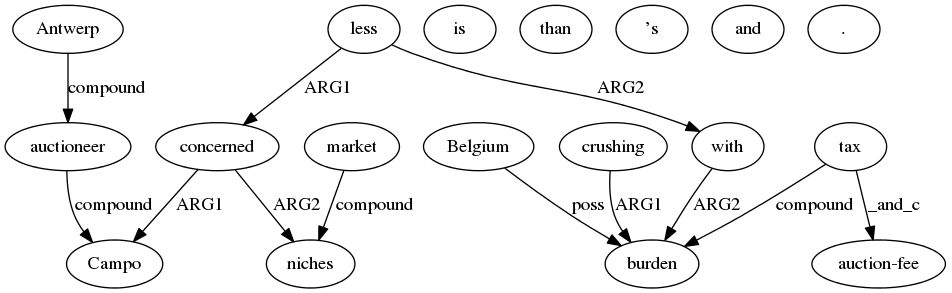 Antwerp less is than 's and .
compound ARG1 ARG2
auctioneer concerned market Belgium crushing with tax
compound ARG1 ARG2 compound poss ARG1 ARG2 compound _and_c
Campo niches burden auction-fee